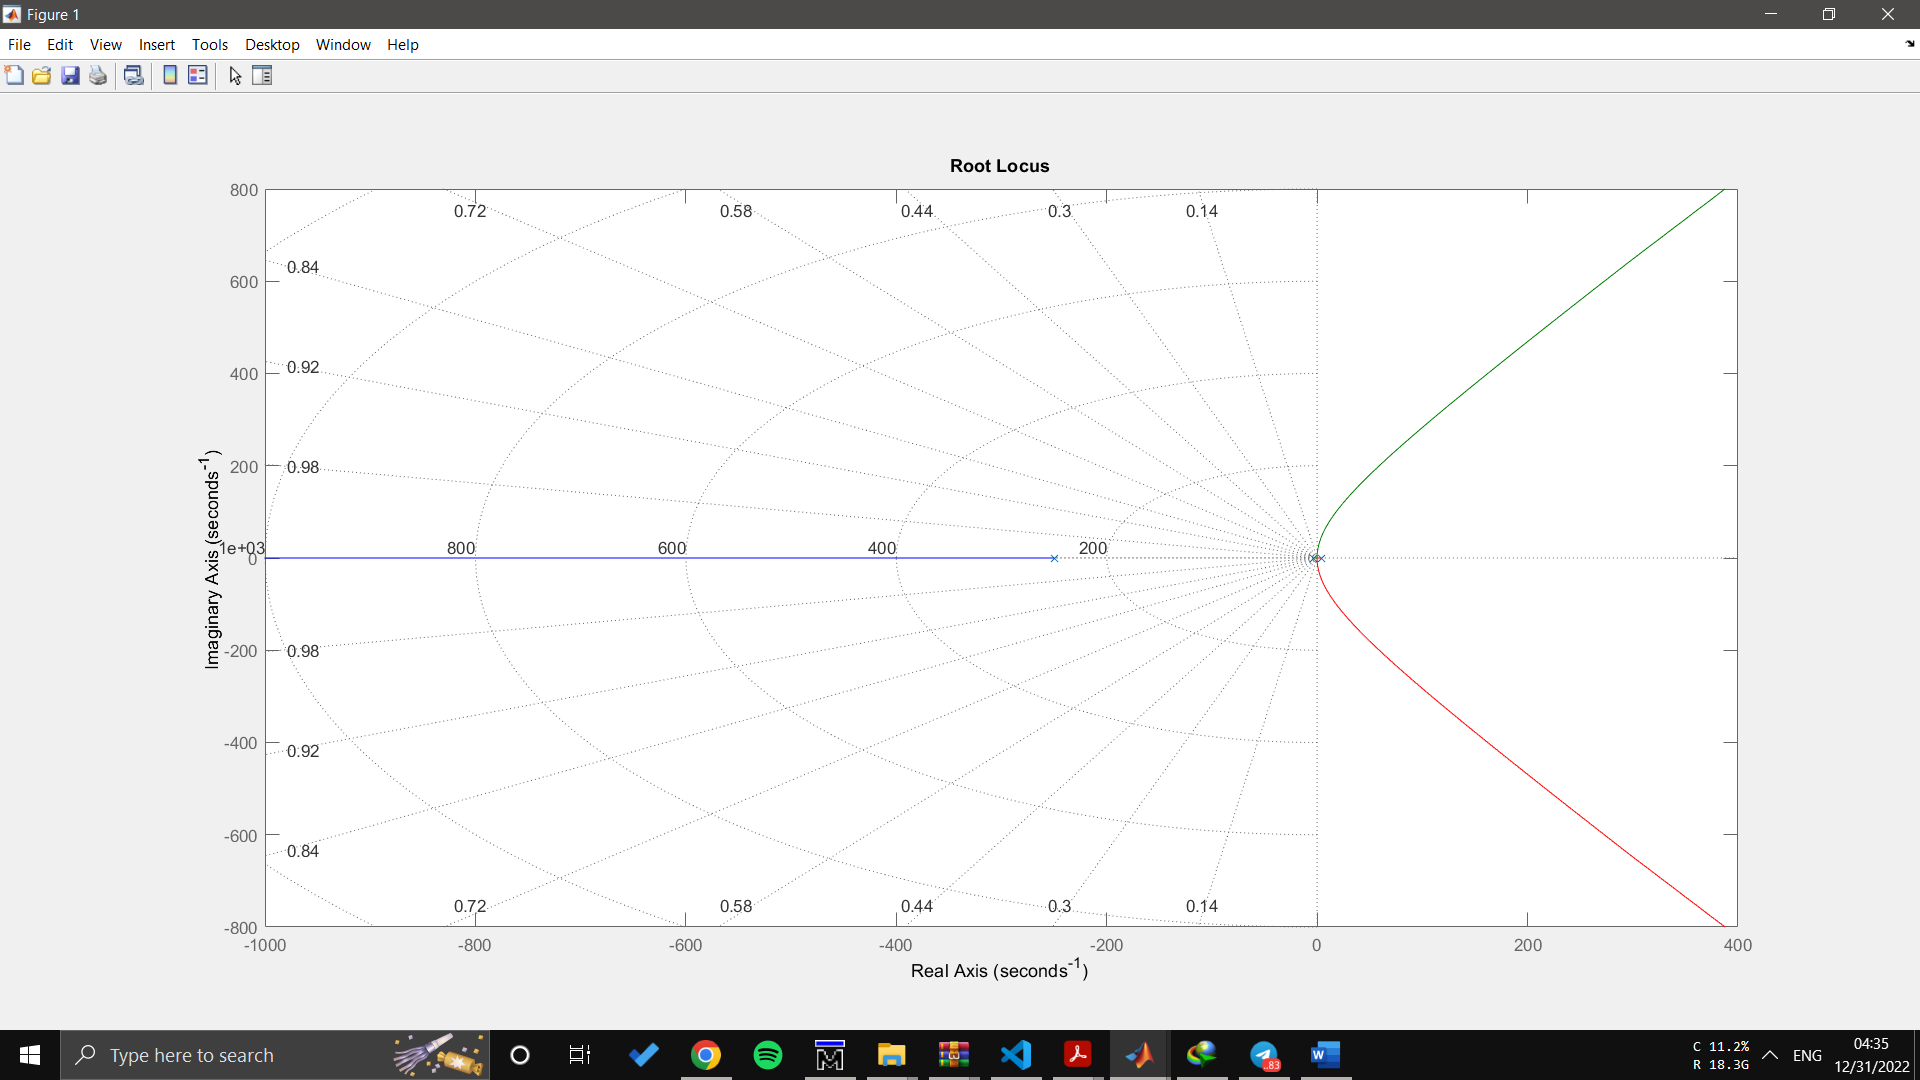 Figure 1
File Edit View Insert Tools Desktop Window Help
Root Locus
800
0.72 0.58 0.44 0.3 0.14
0.84
600
0.92
400
200 0.98
1e+03 800 600 400 200
0
-200 0.98
-400 0.92
-600 0.84
0.72 0.58 0.44 0.3 0.14
-800
-1000 -800 -600 -400 -200 0 200 400
Real Axis (seconds-1)
Imaginary Axis (seconds-1)
Type here to search
83
C 11.2%
R 18.3G
ENG
04:35
12/31/2022